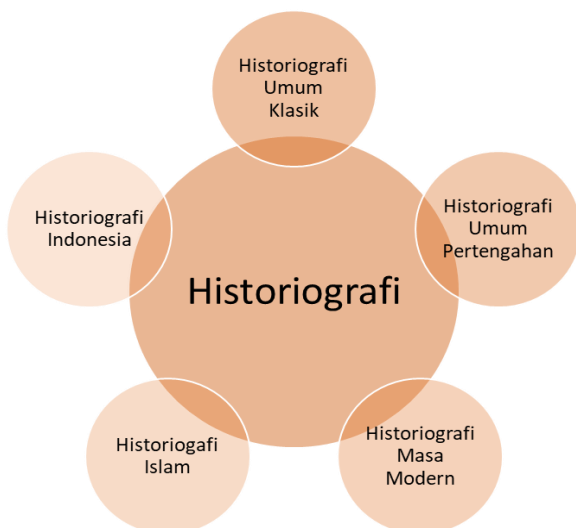 Historiografi
Umum
Klasik
Historiografi
Umum
Pertengahan
Historiografi
Masa
Modern
Historiogafi
Islam
Historiografi
Indonesia
Historiografi